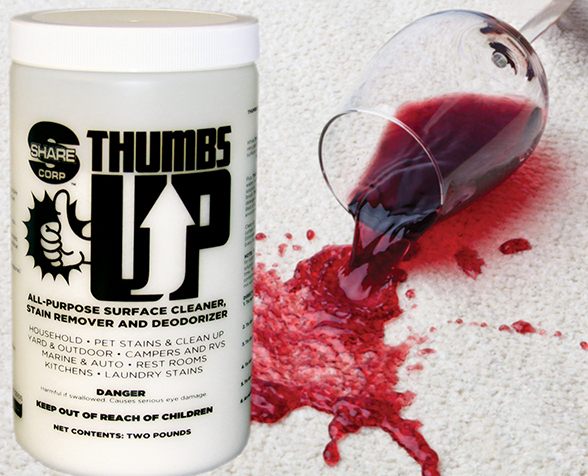 SHARE
CORP
TM
THUMBS
UP
ALL-PURPOSE SURFACE CLEANER,
STAIN REMOVER AND DEODORIZER
HOUSEHOLD • PET STAINS & CLEAN UP
YARD & OUTDOOR • CAMPERS AND RVS
MARINE & AUTO • REST ROOMS
KITCHENS • LAUNDRY STAINS
DANGER
Harmful if swallowed. Causes serious eye damage.
KEEP OUT OF REACH OF CHILDREN
NET CONTENTS: TWO POUNDS